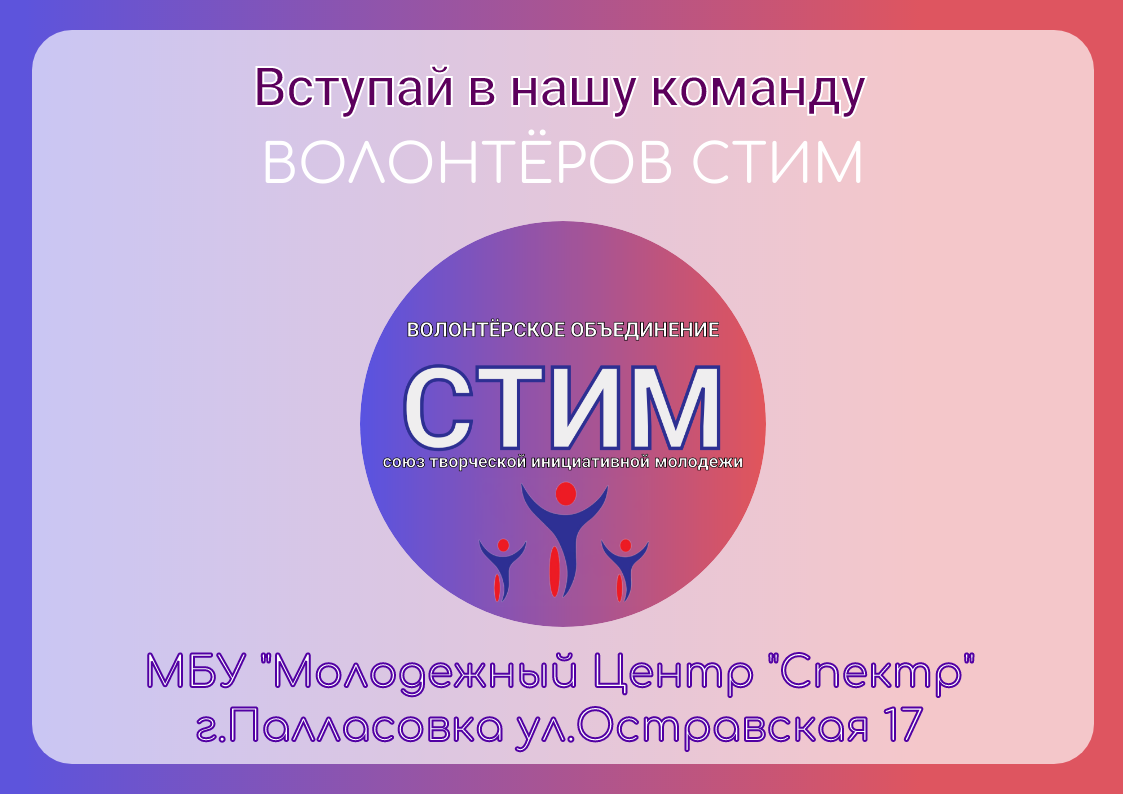 Вступай в нашу команду
ВОЛОНТЁРОВ СТИМ
ВОЛОНТЁРСКОЕ ОБЪЕДИНЕНИЕ
СТИМ
союз творческой инициативной молодежи
МБУ "Молодежный Центр "Спектр"
г.Палласовка ул.Остравская 17